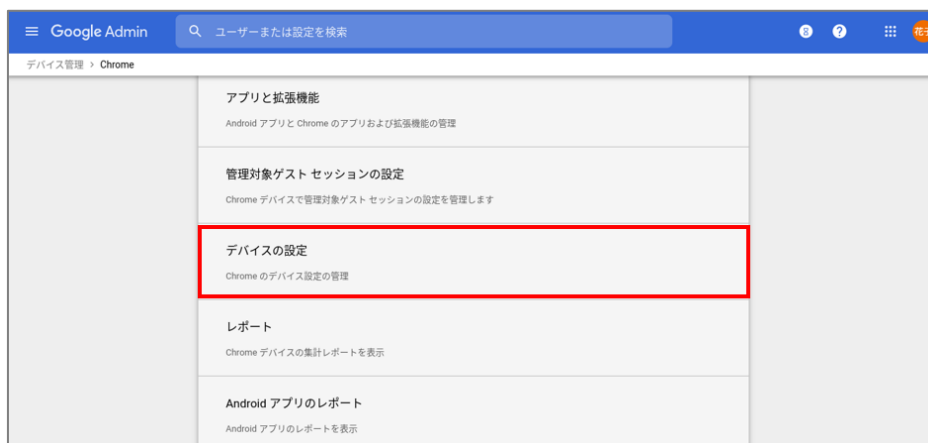 Google Admin
ユーザーまたは設定を検索
デバイス管理 > Chrome
アプリと拡張機能
Android アプリと Chrome のアプリおよび拡張機能の管理
管理対象ゲスト セッションの設定
Chrome デバイスで管理対象ゲスト セッションの設定を管理します
デバイスの設定
Chrome のデバイス設定の管理
レポート
Chrome デバイスの集計レポートを表示
Android アプリのレポート
Android アプリのレポートを表示